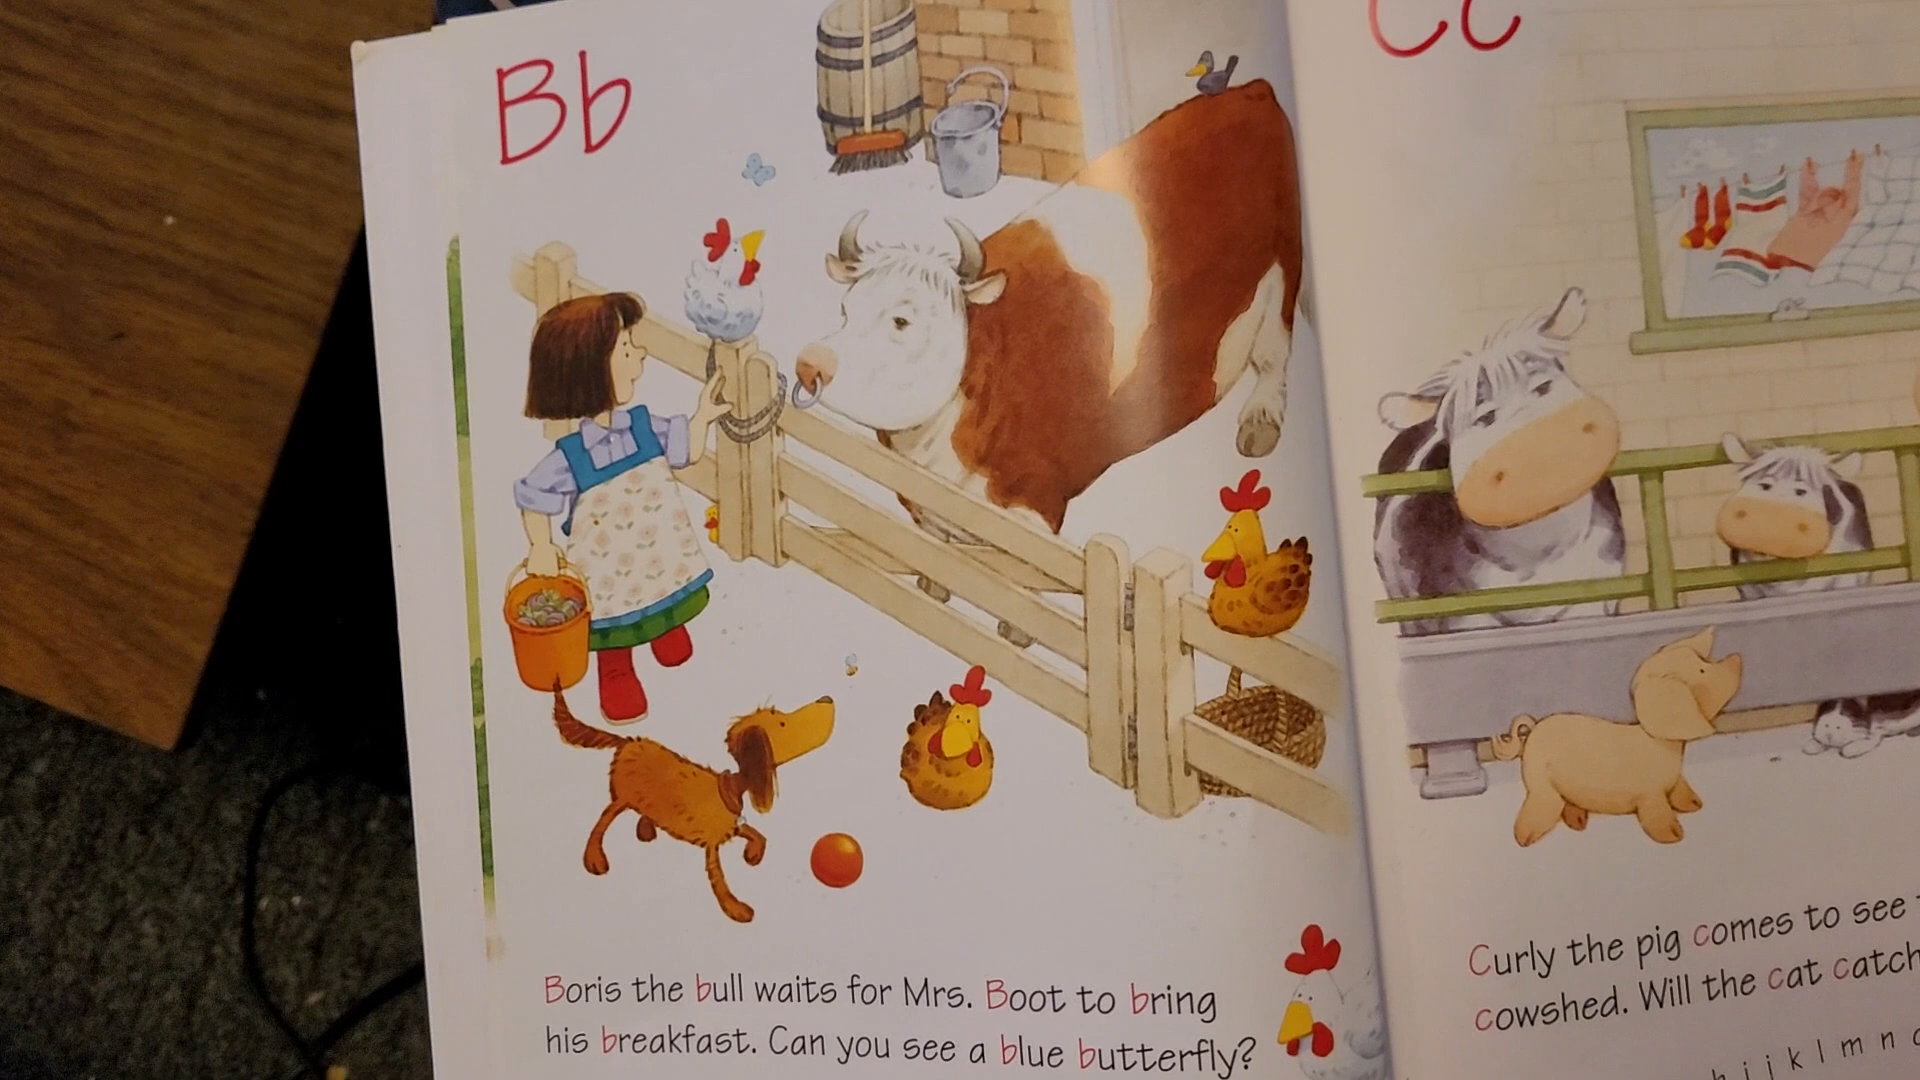 Bb
Boris the bull waits for Mrs. Boot to bring
his breakfast. Can you see a blue butterfly?
Cc
Curly the pig comes to see
cowshed. Will the cat catch
i j k l m n